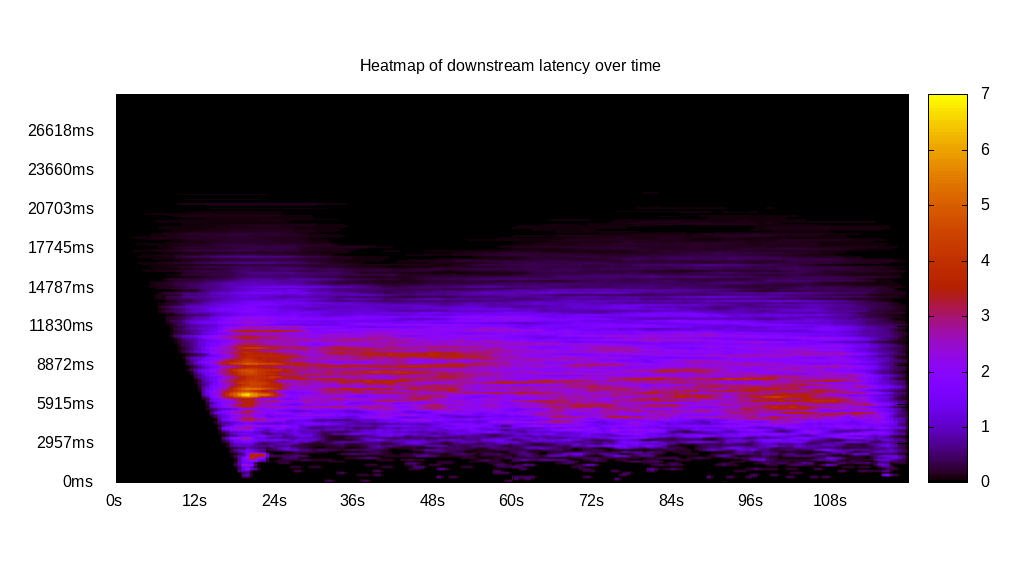 Heatmap of downstream latency over time
26618ms
23660ms
20703ms
17745ms
14787ms
11830ms
8872ms
5915ms
2957ms
0ms
0s 12s 24s 36s 48s 60s 72s 84s 96s 108s
7
6
5
4
3
2
1
0